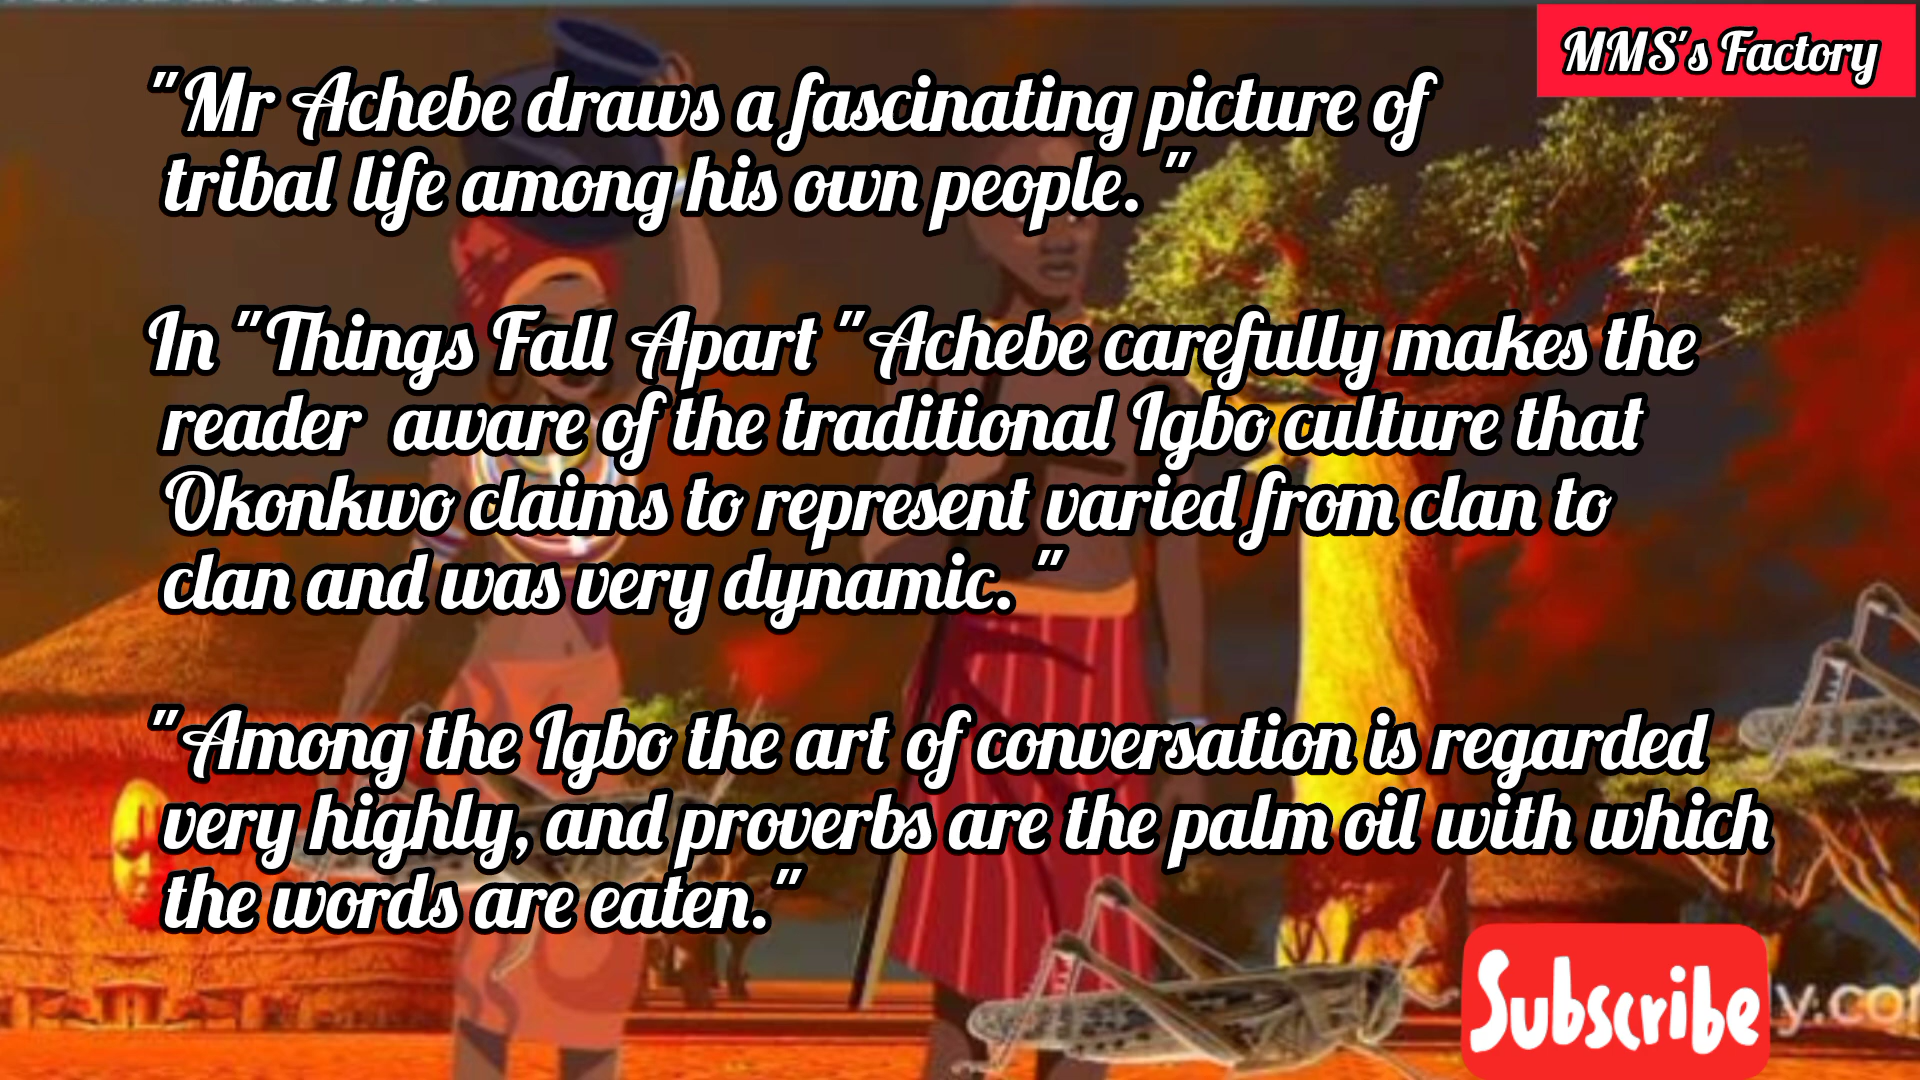 MMS's Factory
"Mr Achebe draws a fascinating picture of
tribal life among his own people. "
In "Things Fall Apart "Achebe carefully makes the
reader aware of the traditional Igbo culture that
Okonkwo claims to represent varied from clan to
clan and was very dynamic. "
"Among the Igbo the art of conversation is regarded
very highly, and proverbs are the palm oil with which
the words are eaten."
Subscribe